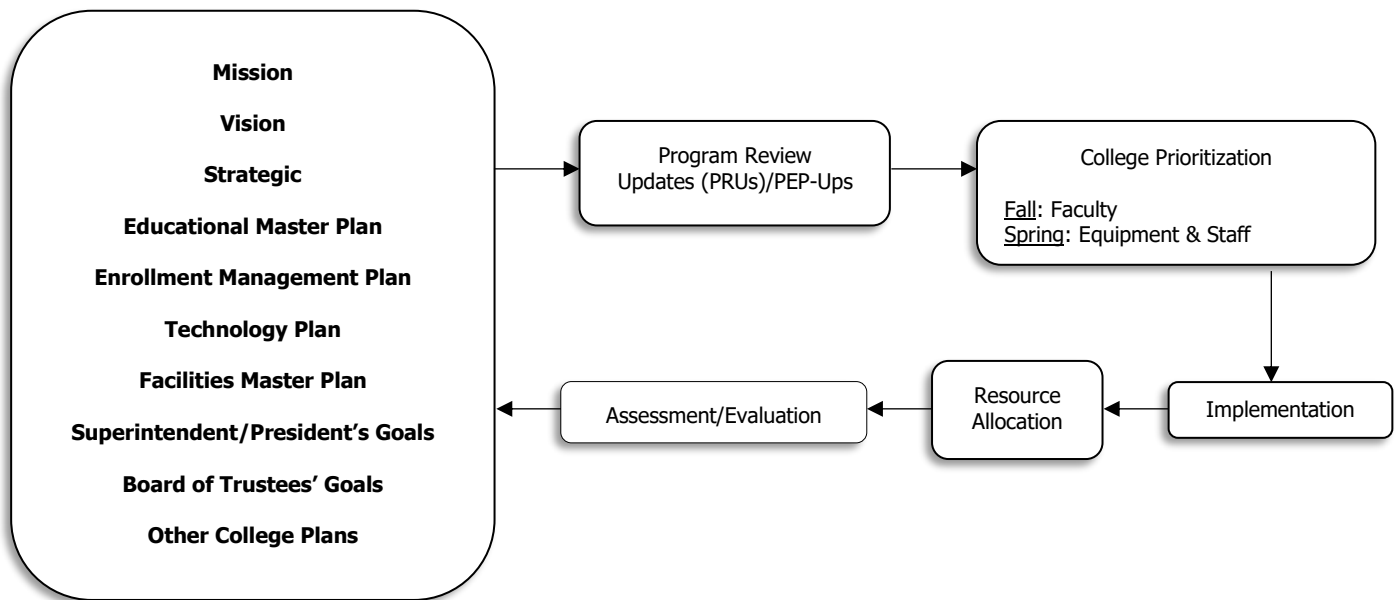 Mission
Vision
Strategic
Educational Master Plan
Enrollment Management Plan
Technology Plan
Facilities Master Plan
Superintendent/President’s Goals
Board of Trustees’ Goals
Other College Plans
Program Review
Updates (PRUs)/PEP-Ups
College Prioritization
Fall: Faculty
Spring: Equipment & Staff
Implementation
Resource
Allocation
Assessment/Evaluation